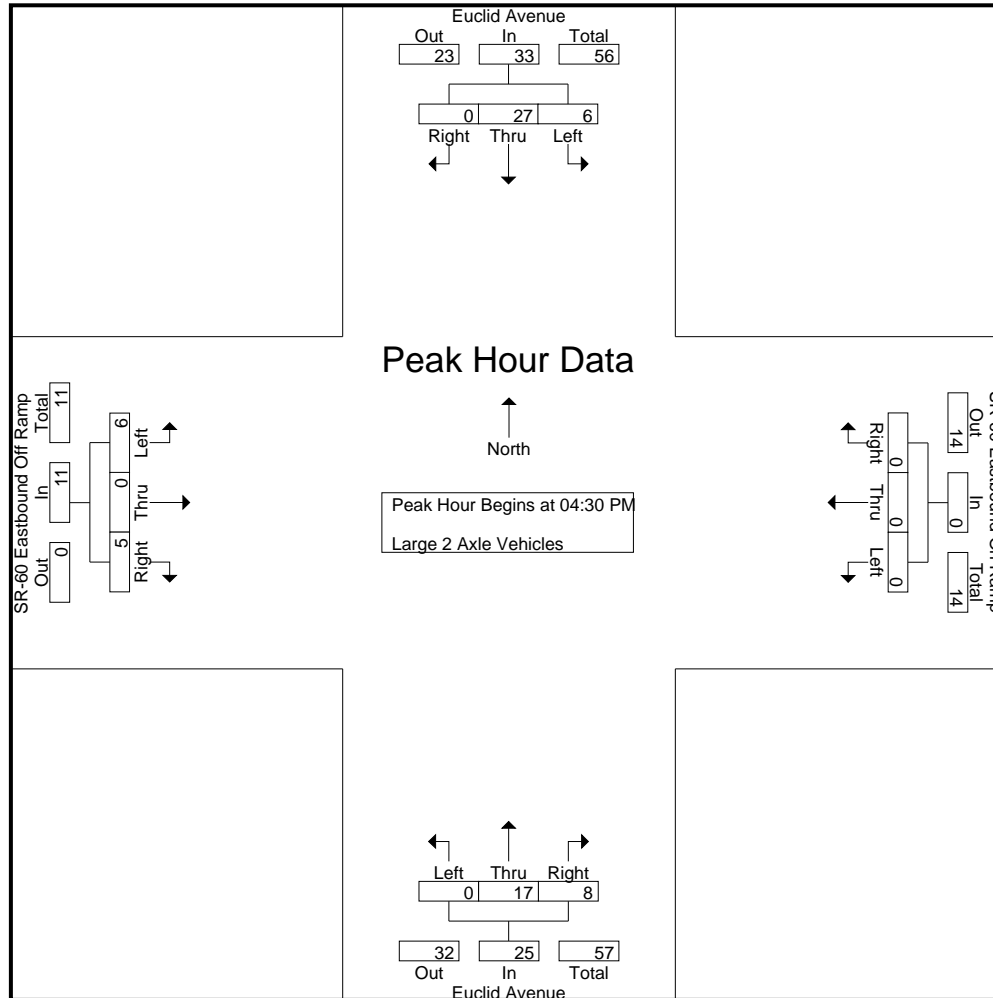 Euclid Avenue
Out In Total
23 33 56
0 27 6
Right Thru Left
Peak Hour Data
North
Peak Hour Begins at 04:30 PM
Large 2 Axle Vehicles
SR-60 Eastbound Off Ramp
Out In Total
0 11 11
5 0 6
Right Thru Left
Out In Total
14 0 14
0 0 0
Right Thru Left
Left Thru Right
0 17 8
32 25 57
Out In Total
Euclid Avenue